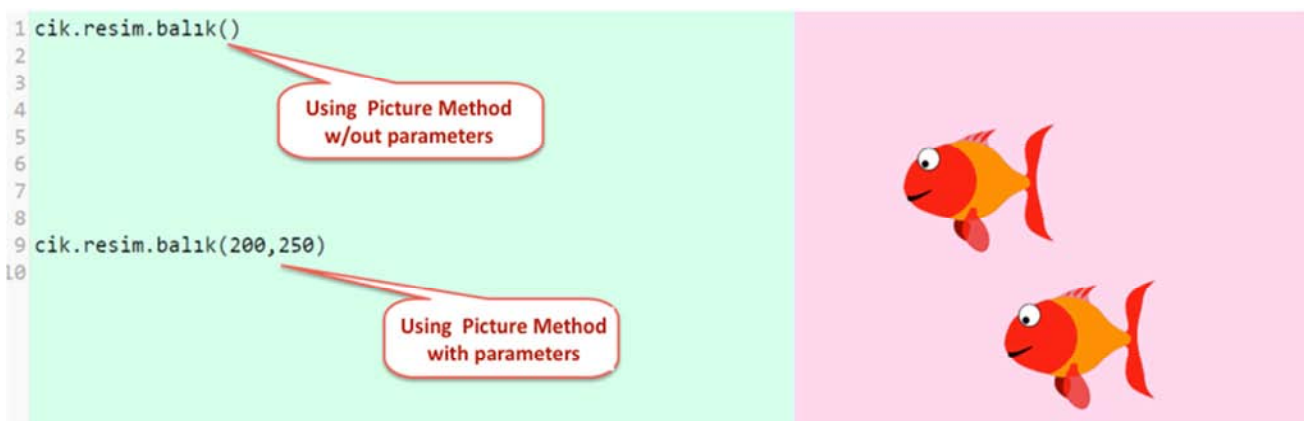 1 cik.resim.balık()
2
Using Picture Method
w/out parameters
3
4
5
6
7
8
9 cik.resim.balık(200,250)
10
Using Picture Method
with parameters